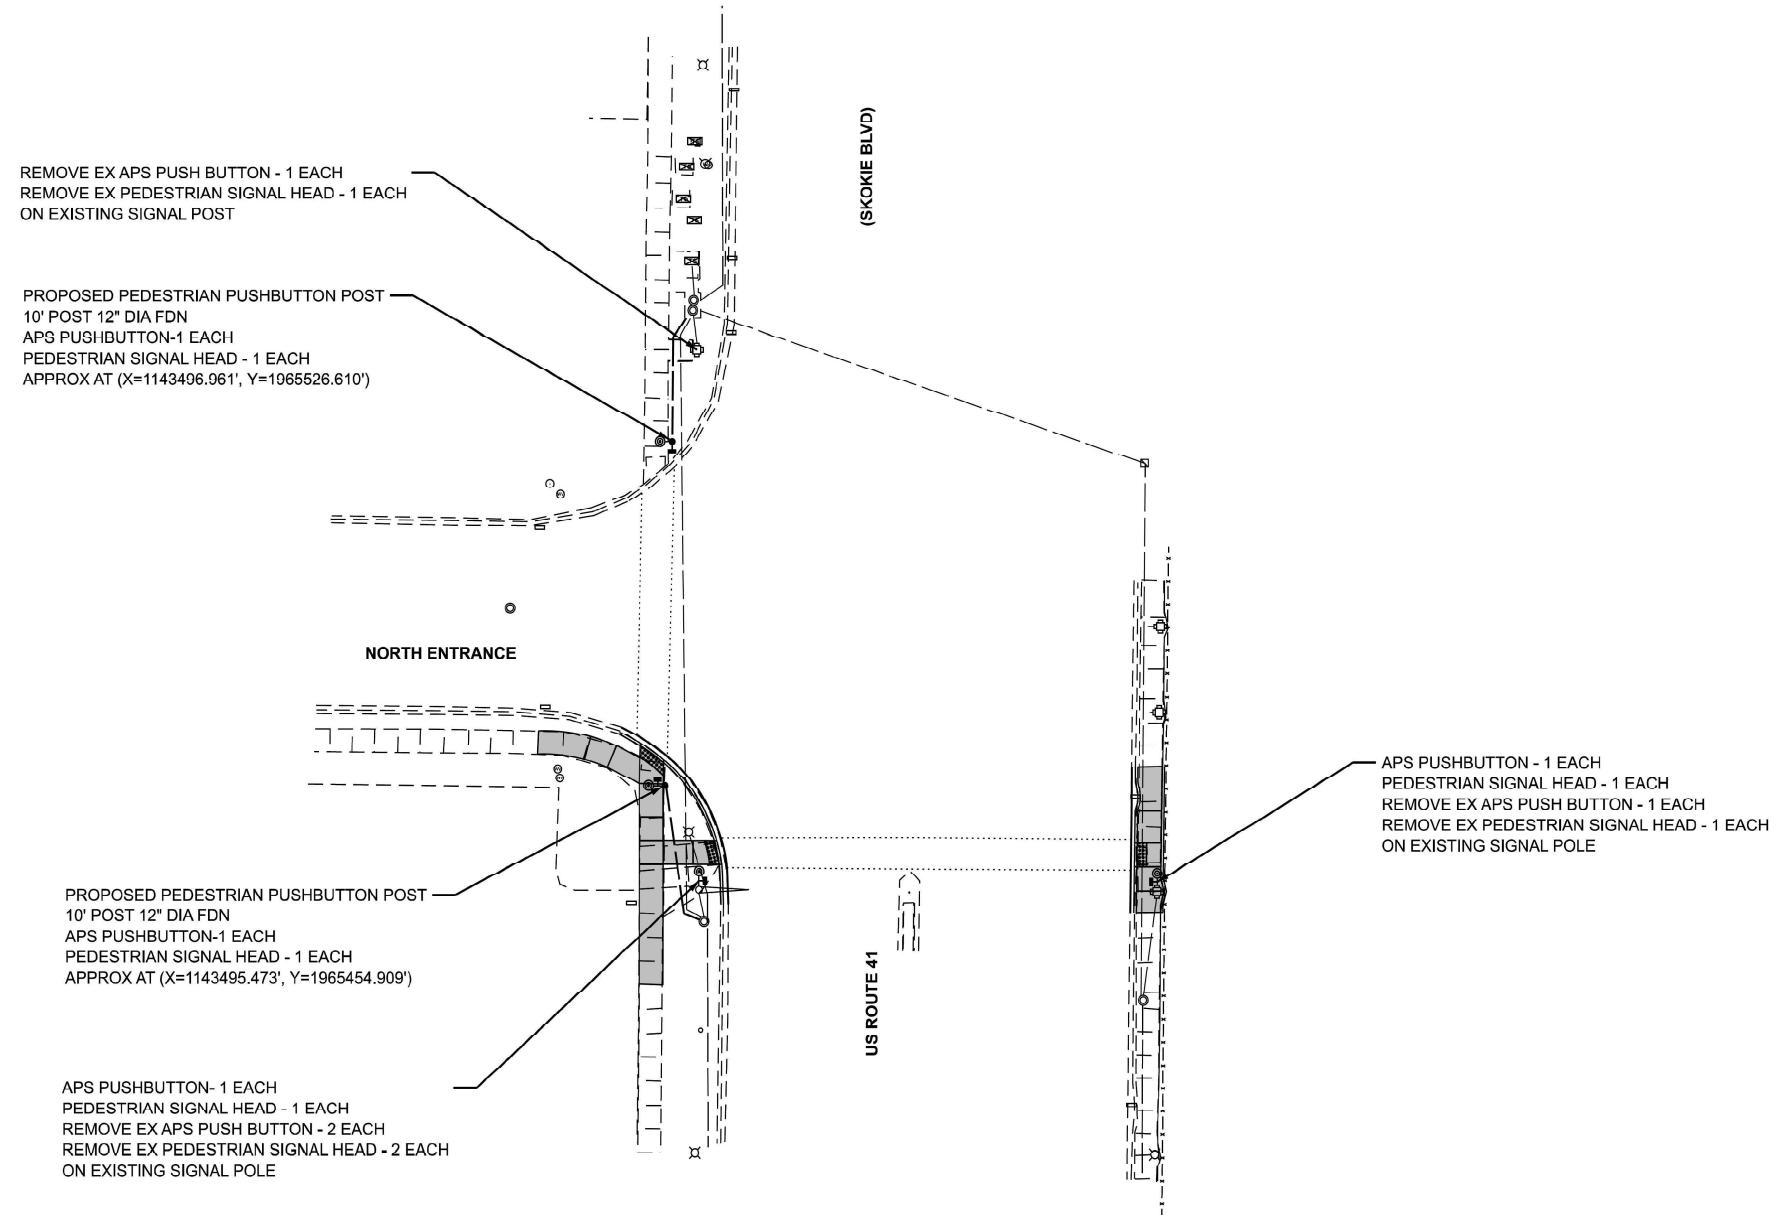 (SKOKIE BLVD)
REMOVE EX APS PUSH BUTTON - 1 EACH
REMOVE EX PEDESTRIAN SIGNAL HEAD - 1 EACH
ON EXISTING SIGNAL POST
PROPOSED PEDESTRIAN PUSHBUTTON POST
10' POST 12" DIA FDN
APS PUSHBUTTON-1 EACH
PEDESTRIAN SIGNAL HEAD - 1 EACH
APPROX AT (X=1143496.961', Y=1965526.610')
NORTH ENTRANCE
APS PUSHBUTTON - 1 EACH
PEDESTRIAN SIGNAL HEAD - 1 EACH
REMOVE EX APS PUSH BUTTON - 1 EACH
REMOVE EX PEDESTRIAN SIGNAL HEAD - 1 EACH
ON EXISTING SIGNAL POLE
PROPOSED PEDESTRIAN PUSHBUTTON POST
10' POST 12" DIA FDN
APS PUSHBUTTON-1 EACH
PEDESTRIAN SIGNAL HEAD - 1 EACH
APPROX AT (X=1143495.473', Y=1965454.909')
US ROUTE 41
APS PUSHBUTTON- 1 EACH
PEDESTRIAN SIGNAL HEAD - 1 EACH
REMOVE EX APS PUSH BUTTON - 2 EACH
REMOVE EX PEDESTRIAN SIGNAL HEAD - 2 EACH
ON EXISTING SIGNAL POLE